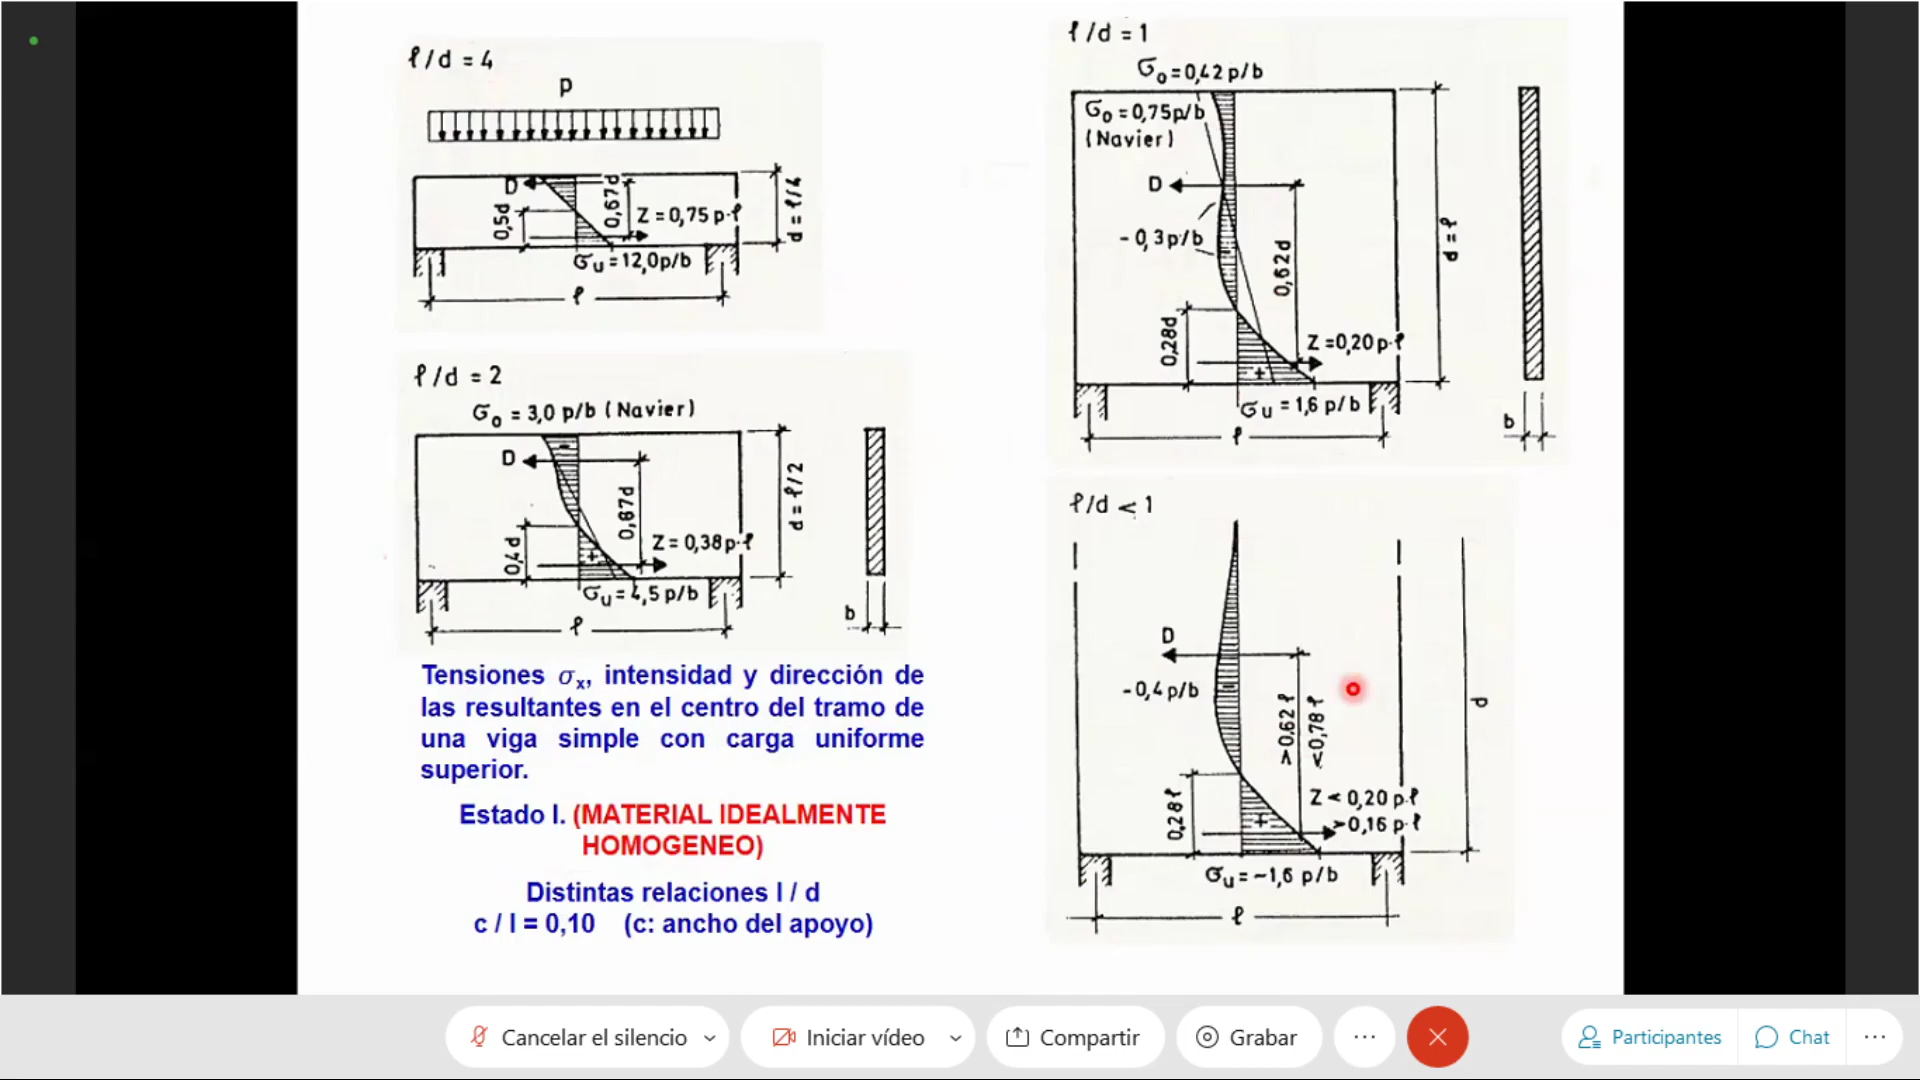 ℓ/d = 4
p
D
0,5d
0,67d
Z = 0,75 p·ℓ
d = ℓ/4
σu = 12,0p/b
ℓ
ℓ/d = 2
σo = 3,0 p/b (Navier)
D
0,4d
0,67d
Z = 0,38p·ℓ
d = ℓ/2
σu = 4,5 p/b
b
ℓ
Tensiones σx, intensidad y dirección de
las resultantes en el centro del tramo de
una viga simple con carga uniforme
superior.
Estado I. (MATERIAL IDEALMENTE
HOMOGENEO)
Distintas relaciones l / d
c / l = 0,10 (c: ancho del apoyo)
ℓ/d = 1
σo = 0,42 p/b
σo = 0,75p/b
(Navier)
D
- 0,3p/b
0,62d
d = ℓ
0,28d
Z = 0,20 p·ℓ
+
σu = 1,6 p/b
b
ℓ
ℓ/d < 1
D
- 0,4 p/b
>0,62 ℓ
<0,78 ℓ
d
0,28ℓ
Z < 0,20 p·ℓ
>0,16 p·ℓ
+
σu = -1,6 p/b
ℓ
Cancelar el silencio
Iniciar vídeo
Compartir
Grabar
Participantes
Chat